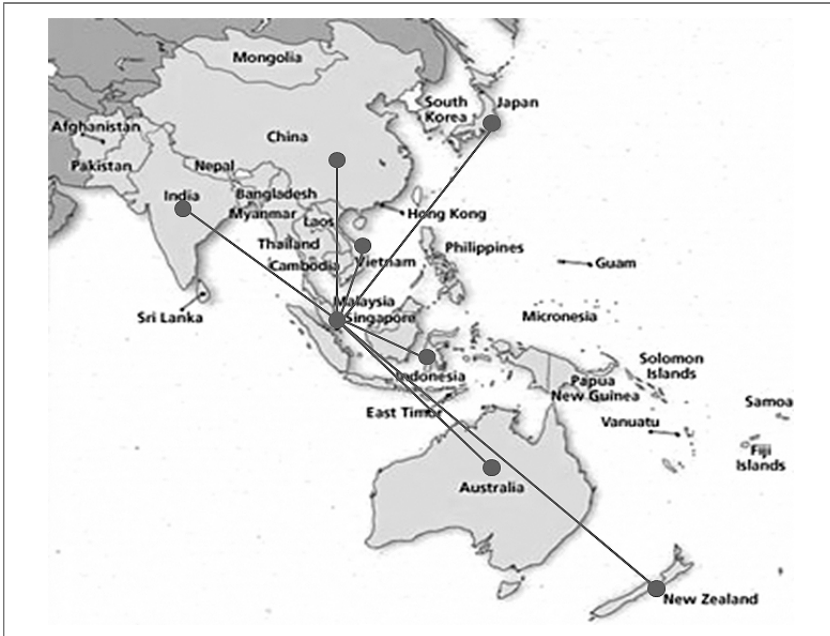 Mongolia
South
Korea
Japan
Afghanistan
China
Pakistan
Nepal
India
Bangladesh
Myanmar
Laos
Hong Kong
Thailand
Philippines
Cambodia
Vietnam
Guam
Malaysia
Singapore
Sri Lanka
Micronesia
Solomon
Islands
Indonesia
Papua
New Guinea
East Timor
Samoa
Vanuatu
Fiji
Islands
Australia
New Zealand